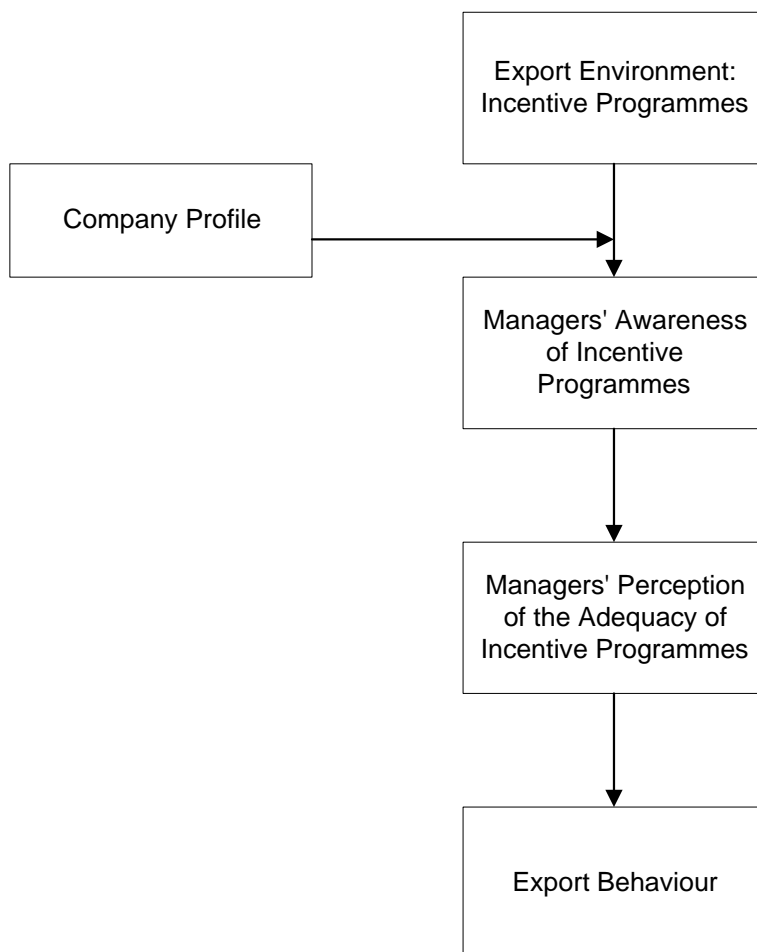 Export Environment:
Incentive Programmes
Company Profile
Managers' Awareness
of Incentive
Programmes
Managers' Perception
of the Adequacy of
Incentive Programmes
Export Behaviour